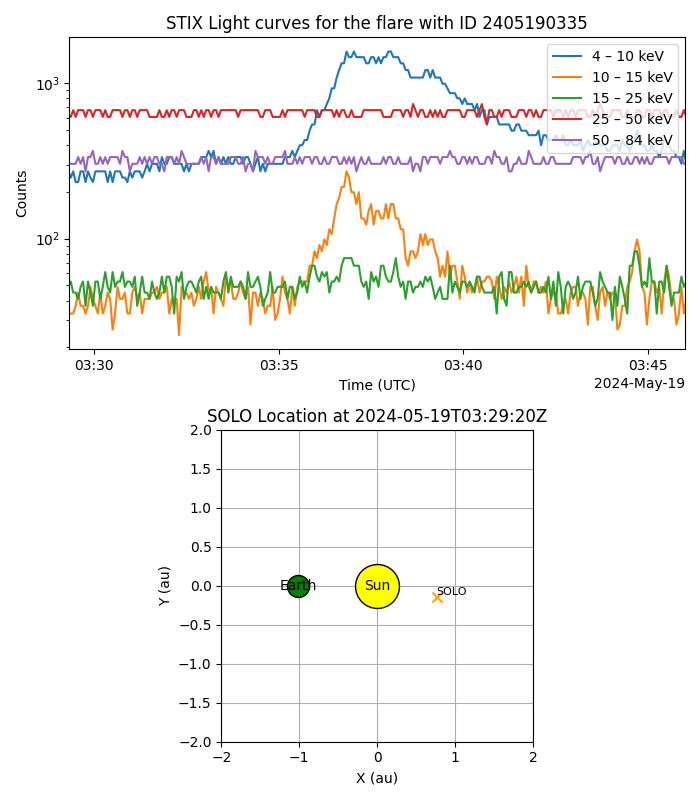 STIX Light curves for the flare with ID 2405190335
Counts
10³
10²
4 – 10 keV
10 – 15 keV
15 – 25 keV
25 – 50 keV
50 – 84 keV
03:30 03:35 03:40 03:45
Time (UTC)
2024-May-19
SOLO Location at 2024-05-19T03:29:20Z
Y (au)
2.0
1.5
1.0
0.5
0.0
−0.5
−1.0
−1.5
−2.0
Earth
Sun
SOLO
−2 −1 0 1 2
X (au)